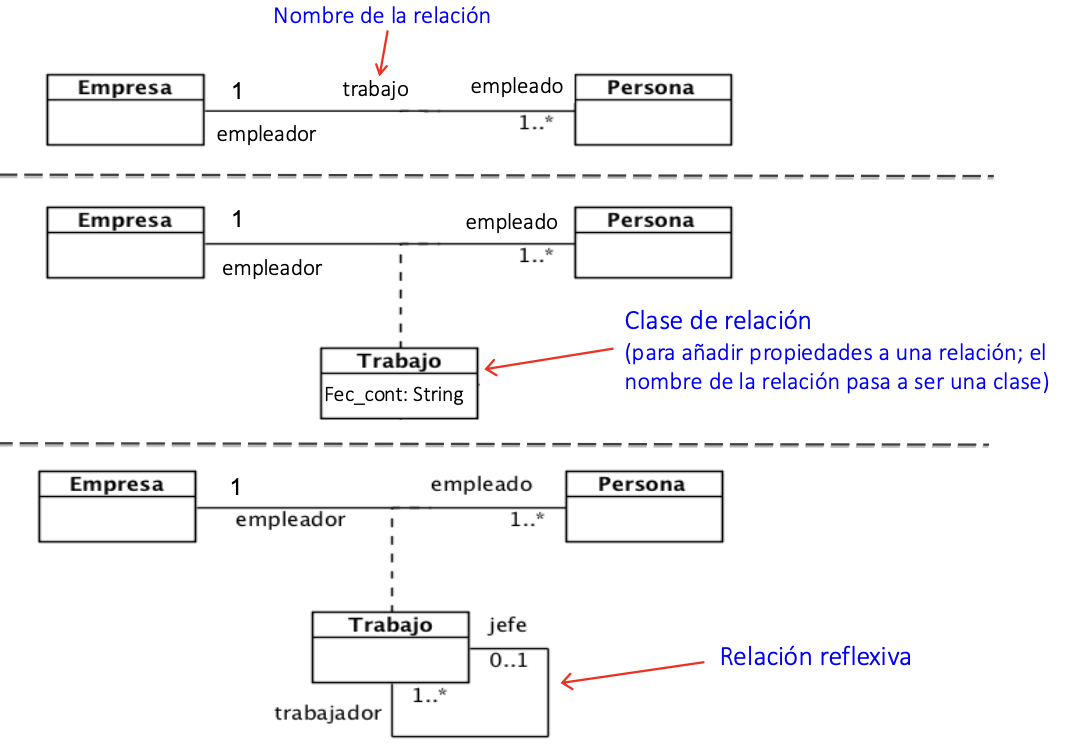 Nombre de la relación
Empresa
1
trabajo
empleado
Persona
empleador
1..*
Empresa
1
empleado
Persona
empleador
1..*
Clase de relación
(para añadir propiedades a una relación; el
nombre de la relación pasa a ser una clase)
Trabajo
Fec_cont: String
Empresa
1
empleado
Persona
empleador
1..*
Trabajo
jefe
0..1
Relación reflexiva
1..*
trabajador